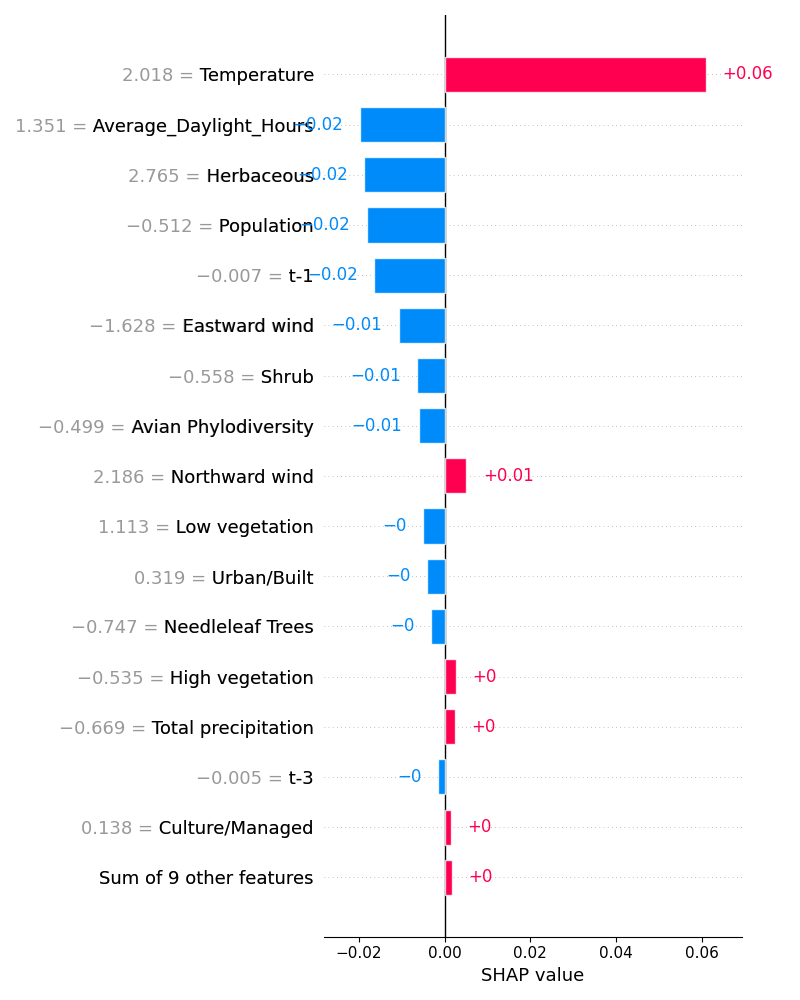 2.018 = Temperature +0.06
1.351 = Average_Daylight_Hours −0.02
2.765 = Herbaceous −0.02
−0.512 = Population −0.02
−0.007 = t-1 −0.02
−1.628 = Eastward wind −0.01
−0.558 = Shrub −0.01
−0.499 = Avian Phylodiversity −0.01
2.186 = Northward wind +0.01
1.113 = Low vegetation −0
0.319 = Urban/Built −0
−0.747 = Needleleaf Trees −0
−0.535 = High vegetation +0
−0.669 = Total precipitation +0
−0.005 = t-3 −0
0.138 = Culture/Managed +0
Sum of 9 other features +0
−0.02 0.00 0.02 0.04 0.06
SHAP value